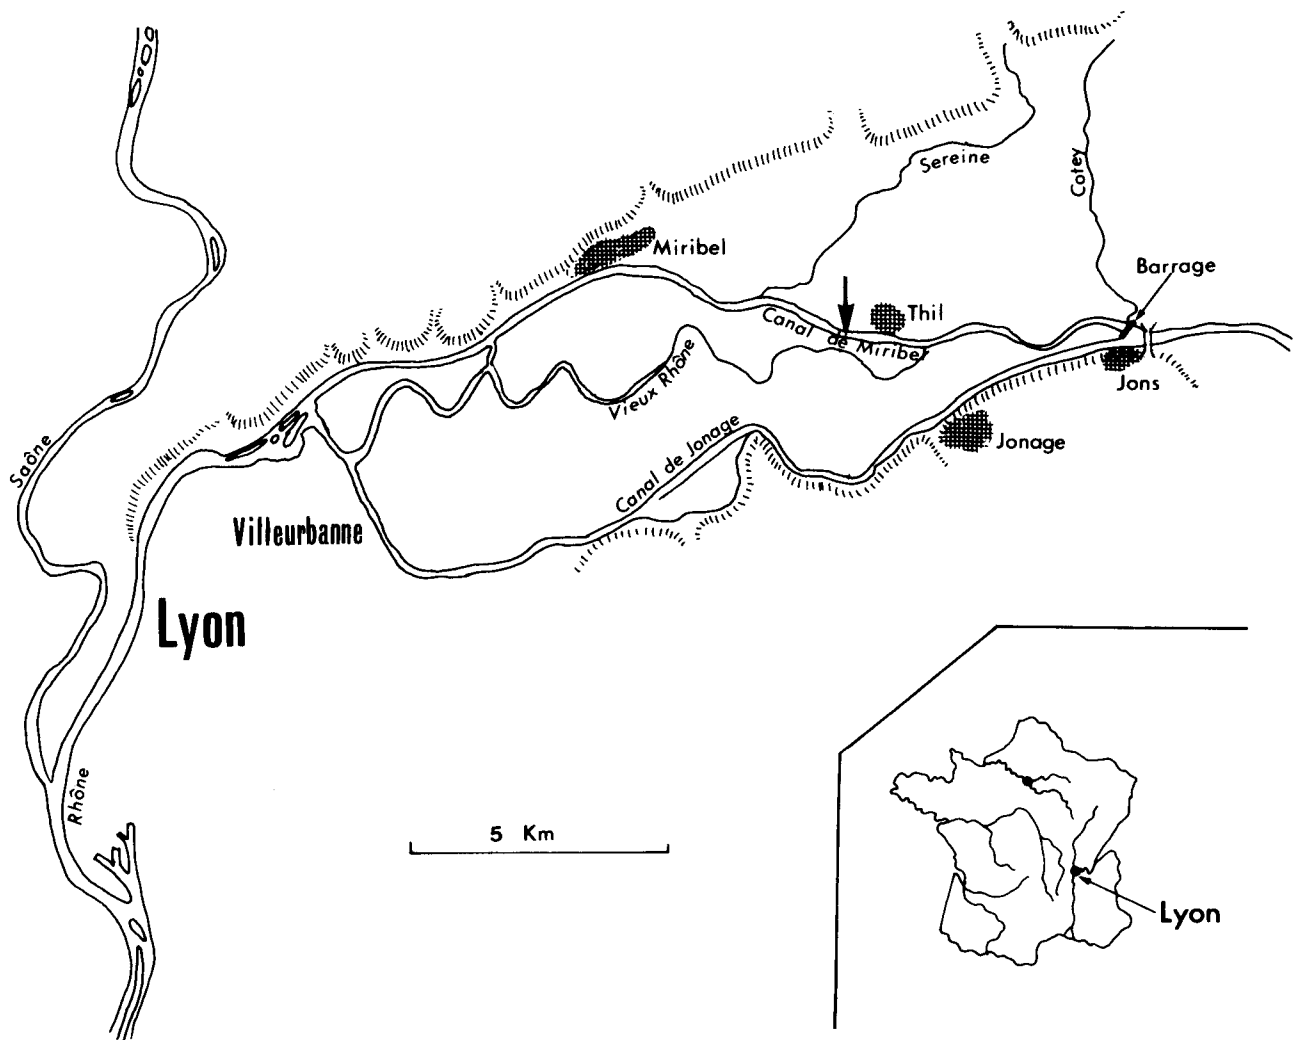 Sereine
Cotey
Miribel
Barrage
Thil
Canal de Miribel
Vieux Rhône
Jons
Canal de Jonage
Jonage
Saône
Villeurbanne
Lyon
Rhône
5 Km
Lyon